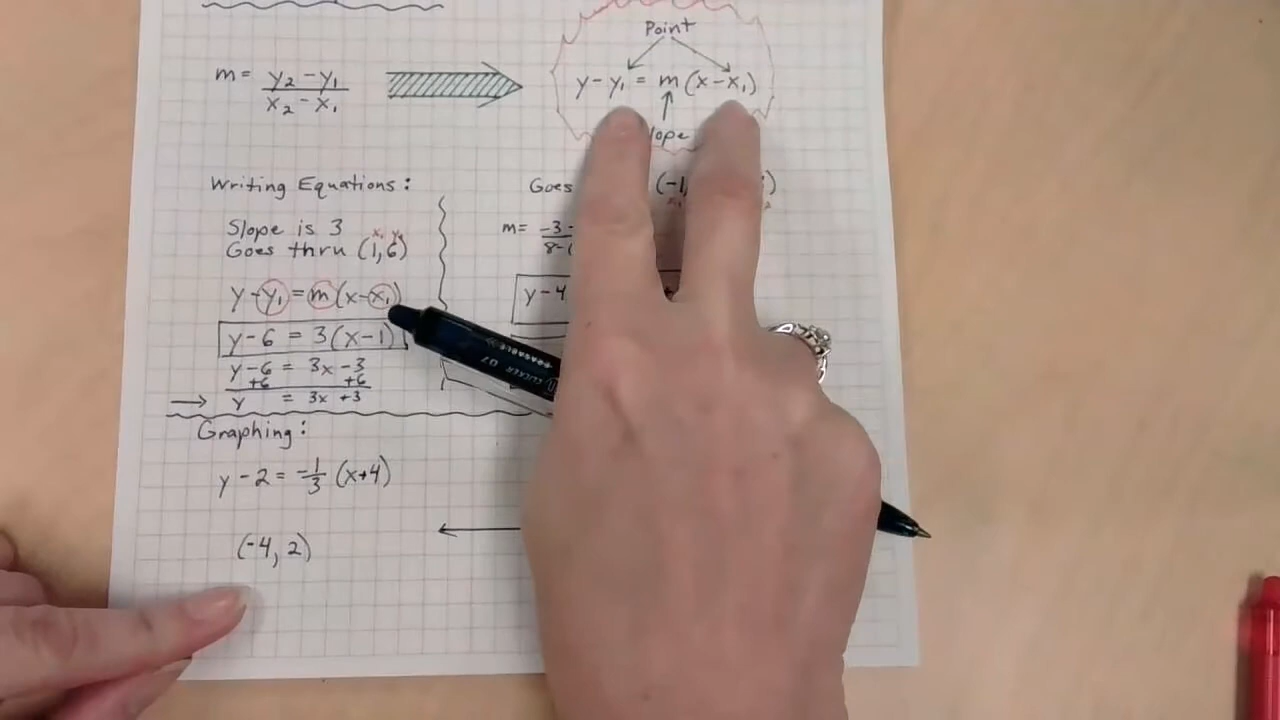 Point
m = y₂ - y₁ / x₂ - x₁
y - y₁ = m (x - x₁)
Writing Equations:
Slope is 3
x₁ y₁
Goes thru (1, 6)
y - y₁ = m (x - x₁)
y - 6 = 3 (x - 1)
y - 6 = 3x - 3
+6 +6
y = 3x + 3
Goes (-1,
m= -3 -
8 - (
y - 4
Graphing:
y - 2 = -1/3 (x + 4)
(-4, 2)
CLICKER 07